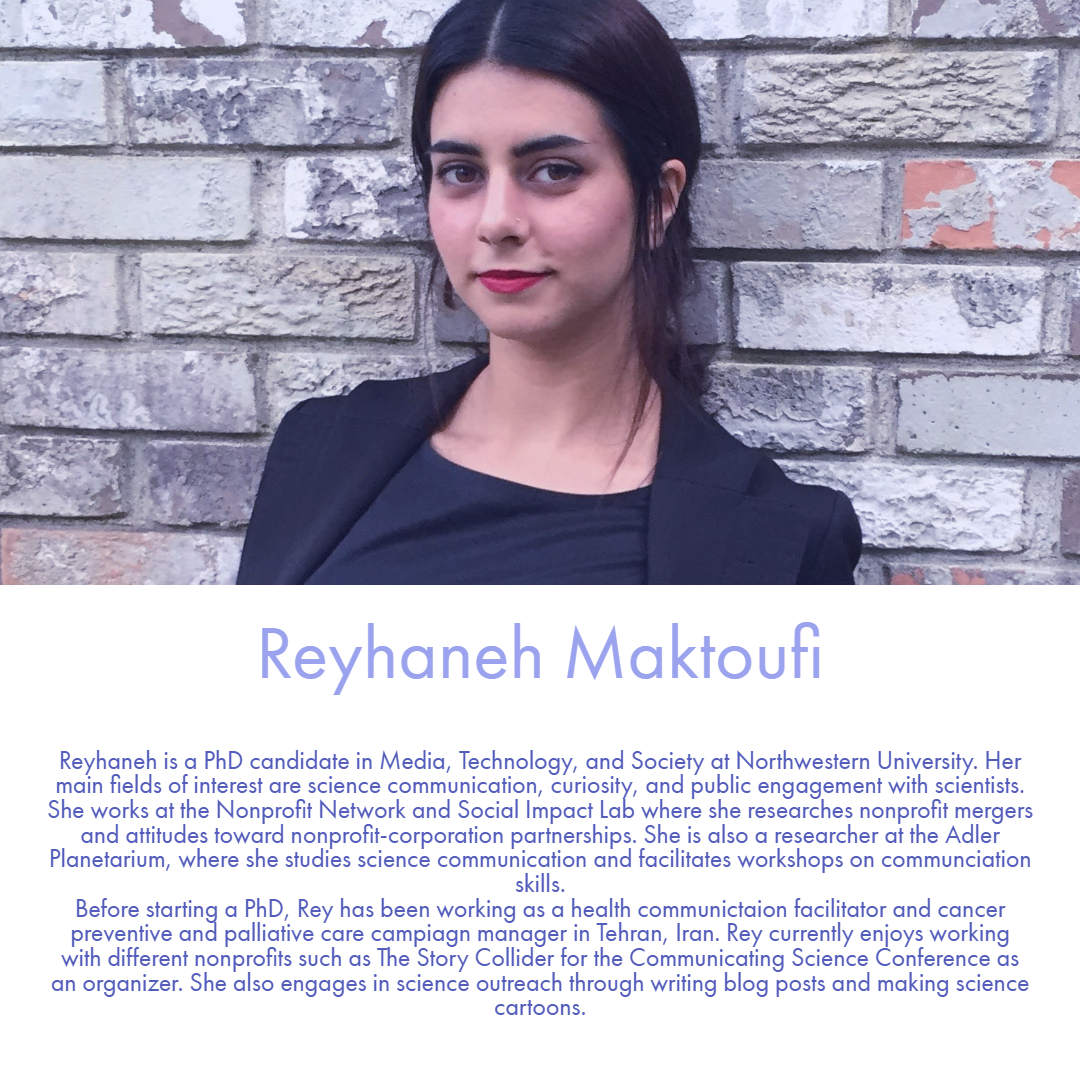 Reyhaneh Maktoufi
Reyhaneh is a PhD candidate in Media, Technology, and Society at Northwestern University. Her
main fields of interest are science communication, curiosity, and public engagement with scientists.
She works at the Nonprofit Network and Social Impact Lab where she researches nonprofit mergers
and attitudes toward nonprofit-corporation partnerships. She is also a researcher at the Adler
Planetarium, where she studies science communication and facilitates workshops on communciation
skills.
Before starting a PhD, Rey has been working as a health communictaion facilitator and cancer
preventive and palliative care campiagn manager in Tehran, Iran. Rey currently enjoys working
with different nonprofits such as The Story Collider for the Communicating Science Conference as
an organizer. She also engages in science outreach through writing blog posts and making science
cartoons.